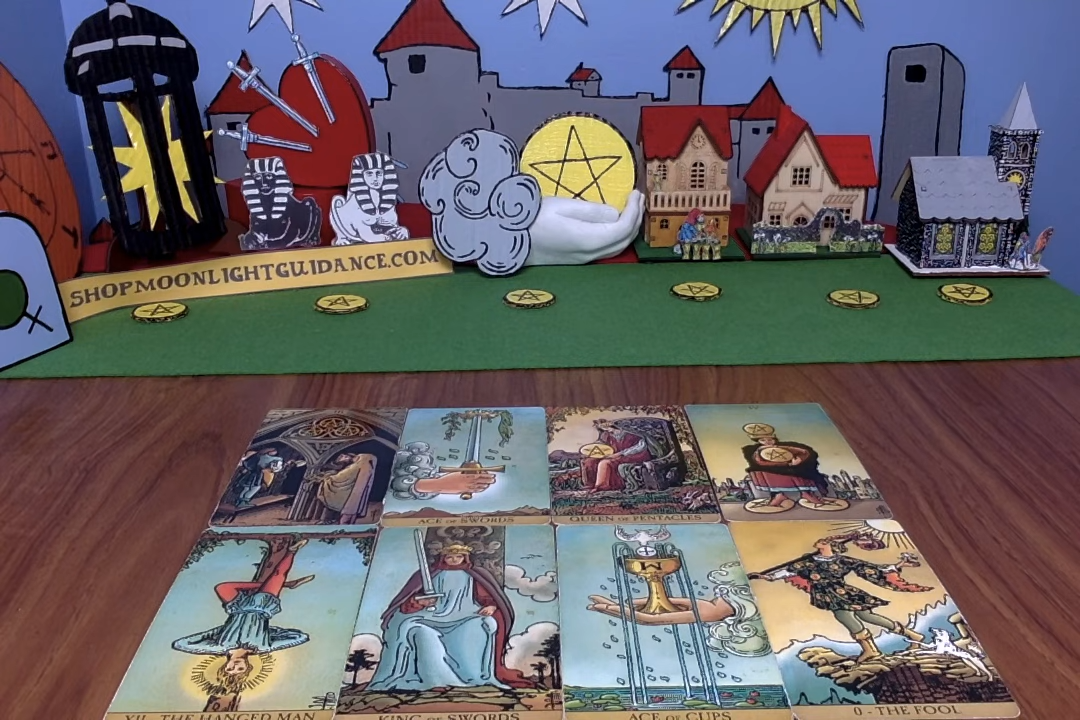 SHOPMOONLIGHTGUIDANCE.COM
ACE OF SWORDS
QUEEN OF PENTACLES
XII - THE HANGED MAN
KING OF SWORDS
ACE OF CUPS
0 - THE FOOL